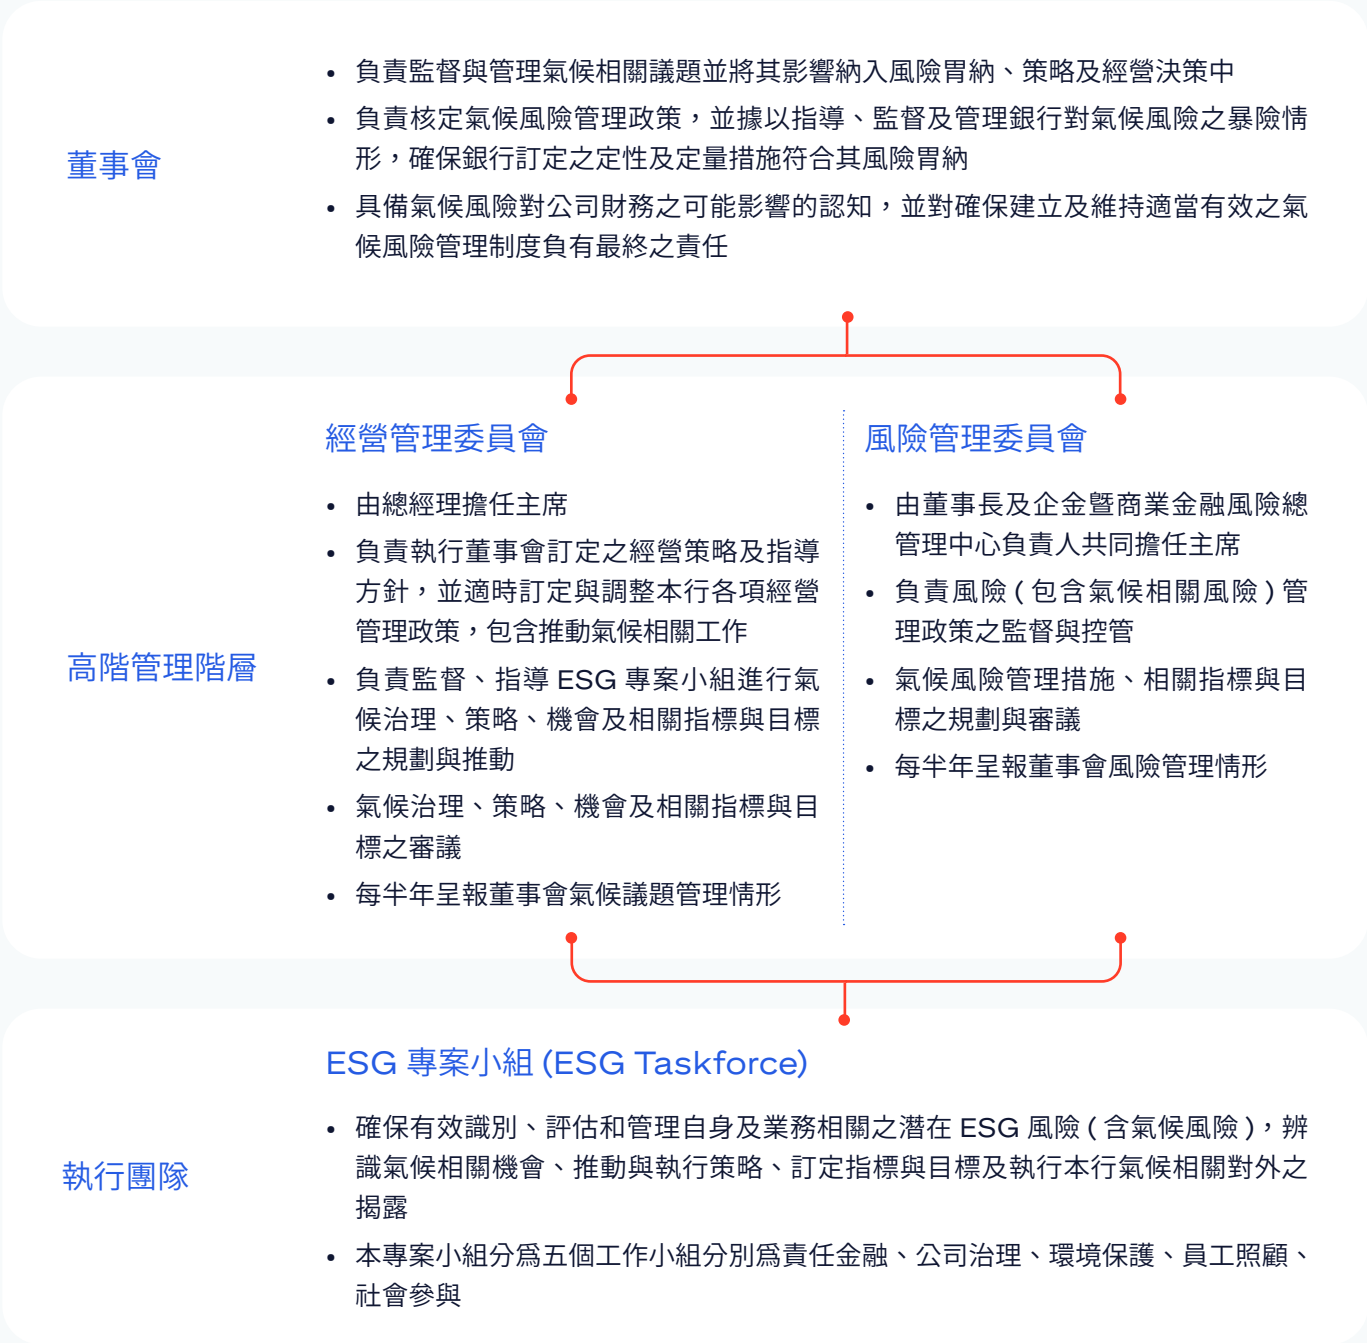 董事會
• 負責監督與管理氣候相關議題並將其影響納入風險胃納、策略及經營決策中
• 負責核定氣候風險管理政策，並據以指導、監督及管理銀行對氣候風險之暴險情
形，確保銀行訂定之定性及定量措施符合其風險胃納
• 具備氣候風險對公司財務之可能影響的認知，並對確保建立及維持適當有效之氣
候風險管理制度負有最終之責任
高階管理階層
經營管理委員會
• 由總經理擔任主席
• 負責執行董事會訂定之經營策略及指導
方針，並適時訂定與調整本行各項經營
管理政策，包含推動氣候相關工作
• 負責監督、指導 ESG 專案小組進行氣
候治理、策略、機會及相關指標與目標
之規劃與推動
• 氣候治理、策略、機會及相關指標與目
標之審議
• 每半年呈報董事會氣候議題管理情形
風險管理委員會
• 由董事長及企金暨商業金融風險總
管理中心負責人共同擔任主席
• 負責風險 ( 包含氣候相關風險 ) 管
理政策之監督與控管
• 氣候風險管理措施、相關指標與目
標之規劃與審議
• 每半年呈報董事會風險管理情形
執行團隊
ESG 專案小組 (ESG Taskforce)
• 確保有效識別、評估和管理自身及業務相關之潛在 ESG 風險 ( 含氣候風險 )，辨
識氣候相關機會、推動與執行策略、訂定指標與目標及執行本行氣候相關對外之
揭露
• 本專案小組分爲五個工作小組分別爲責任金融、公司治理、環境保護、員工照顧、
社會參與